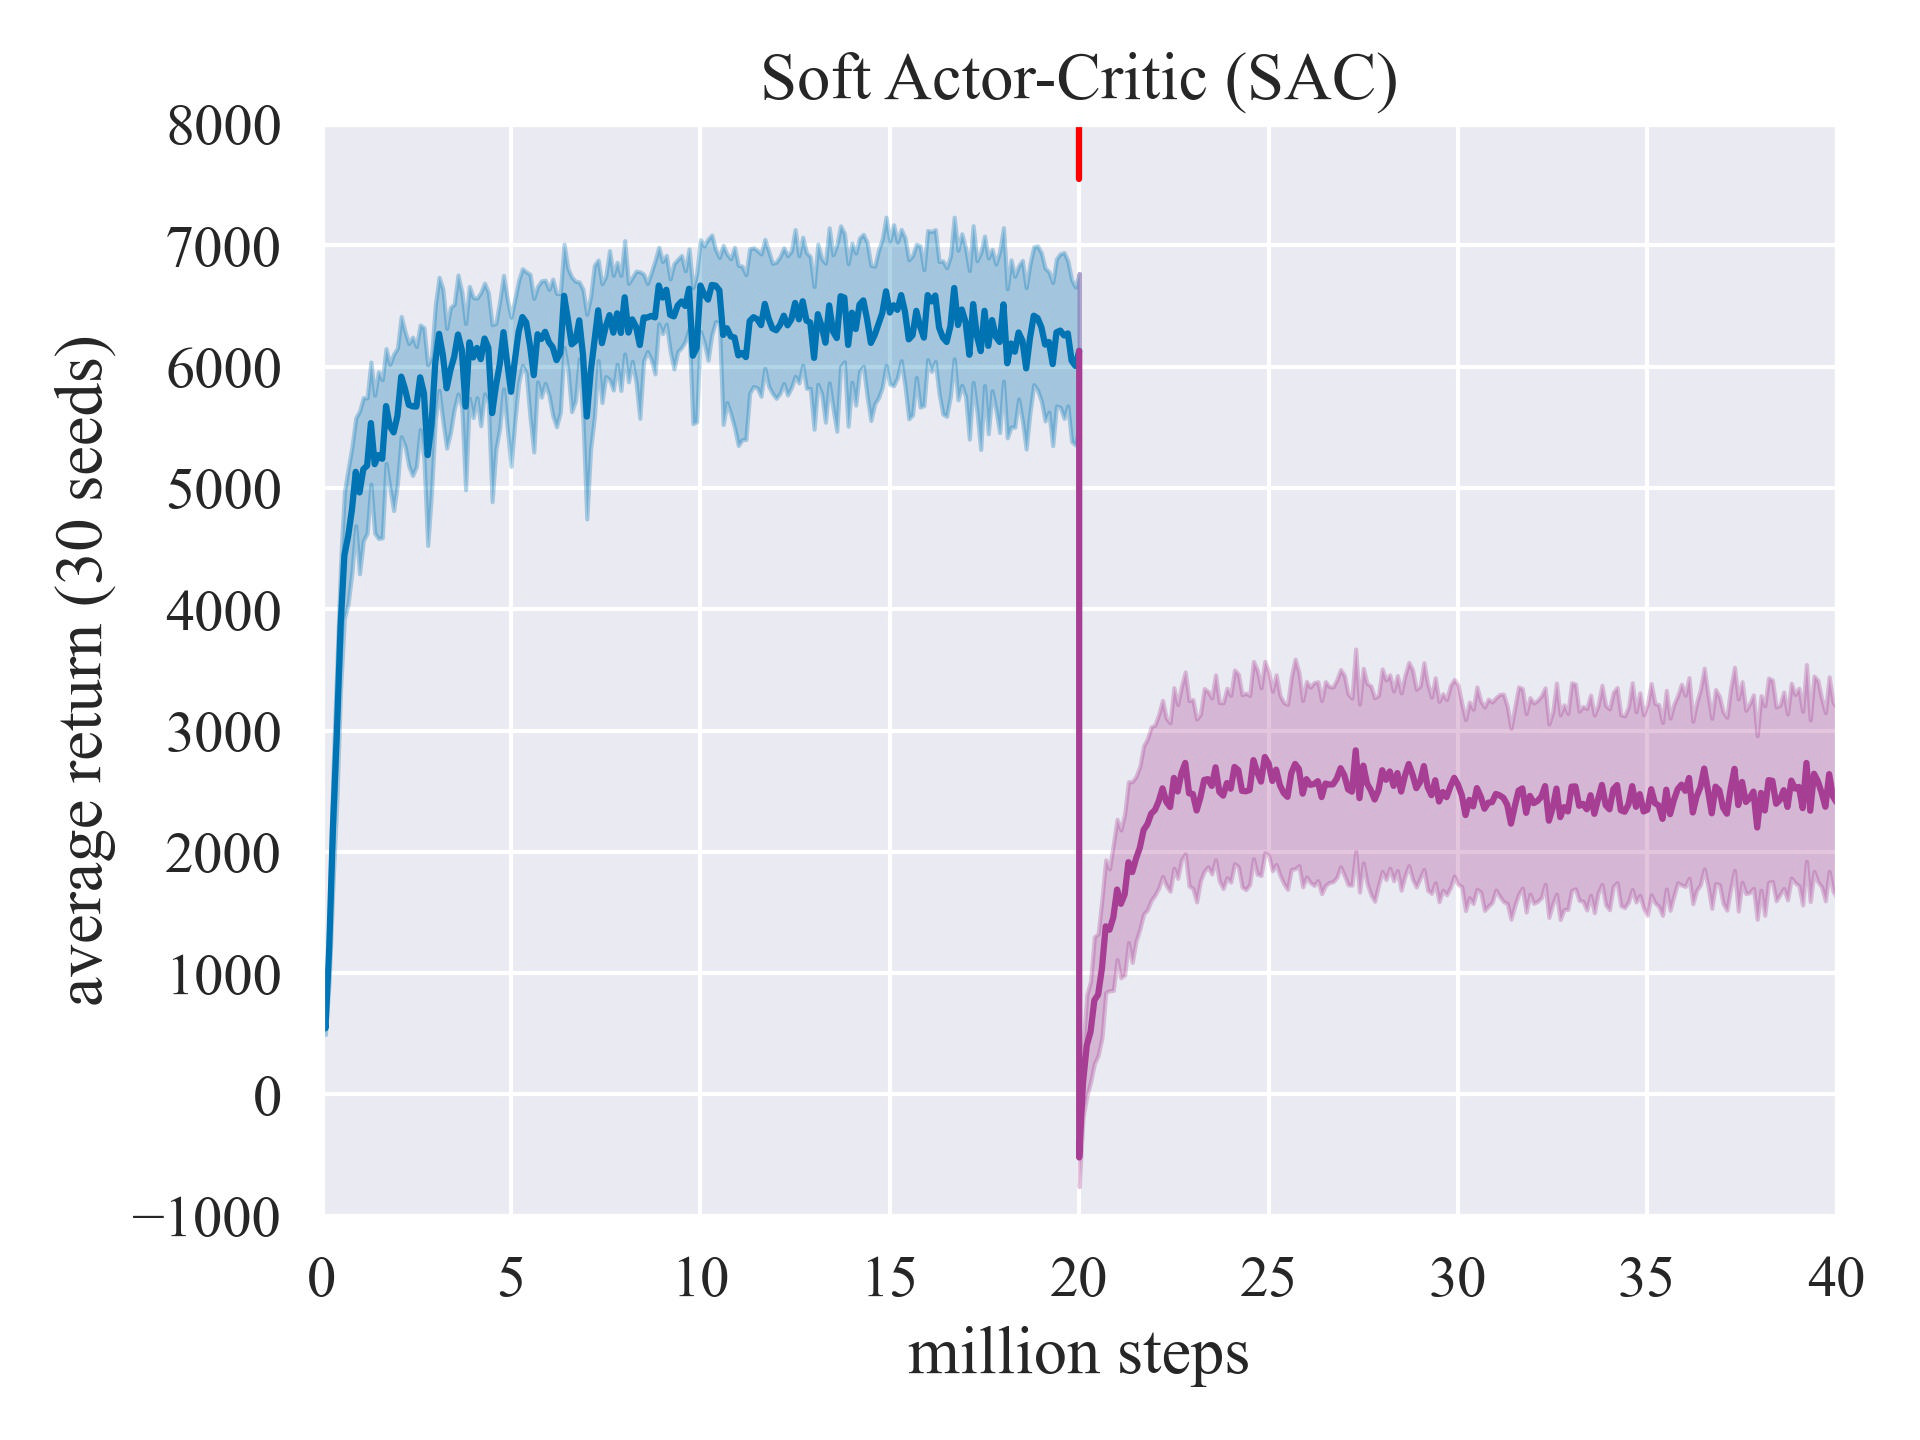 Soft Actor-Critic (SAC)
8000
7000
6000
5000
4000
3000
2000
1000
0
−1000
average return (30 seeds)
0 5 10 15 20 25 30 35 40
million steps